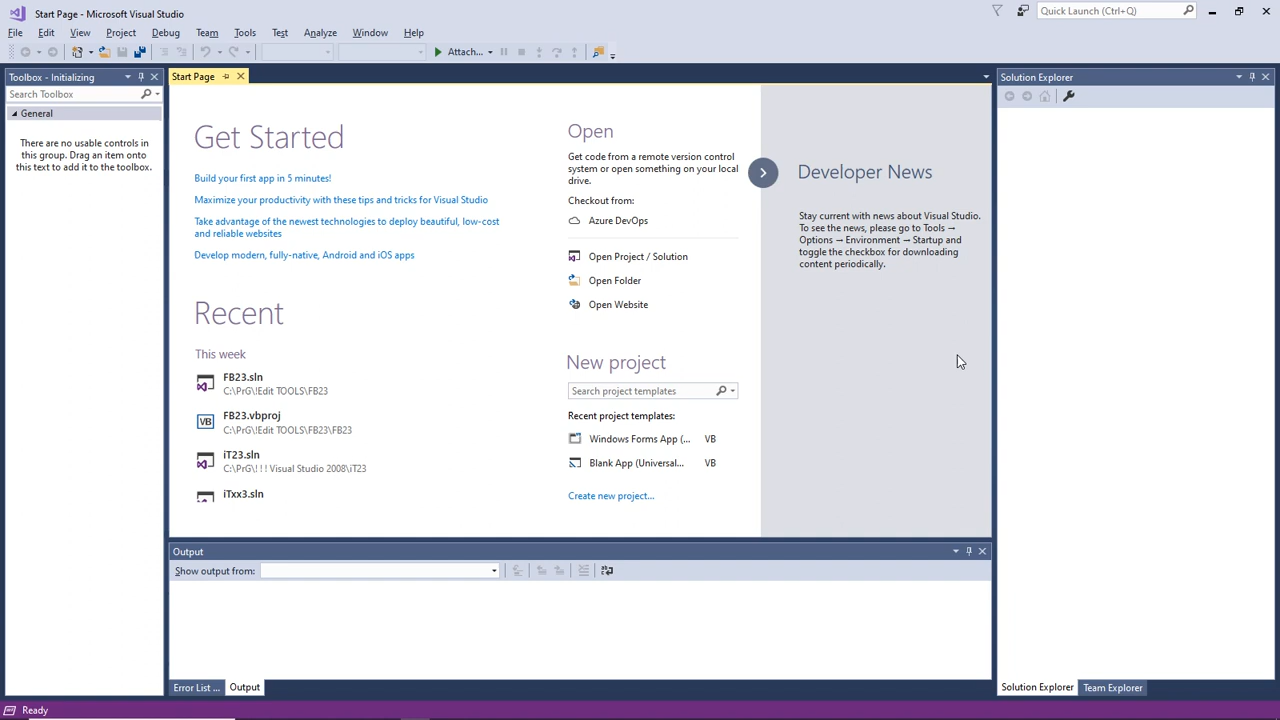 Start Page - Microsoft Visual Studio
Quick Launch (Ctrl+Q)
File Edit View Project Debug Team Tools Test Analyze Window Help
Attach...
Toolbox - Initializing
Search Toolbox
General
There are no usable controls in
this group. Drag an item onto
this text to add it to the toolbox.
Start Page
Get Started
Build your first app in 5 minutes!
Maximize your productivity with these tips and tricks for Visual Studio
Take advantage of the newest technologies to deploy beautiful, low-cost
and reliable websites
Develop modern, fully-native, Android and iOS apps
Recent
This week
FB23.sln
C:\PrG\!Edit TOOLS\FB23
VB
FB23.vbproj
C:\PrG\!Edit TOOLS\FB23\FB23
iT23.sln
C:\PrG\! ! ! Visual Studio 2008\iT23
iTxx3.sln
Open
Get code from a remote version control
system or open something on your local
drive.
Checkout from:
Azure DevOps
Open Project / Solution
Open Folder
Open Website
New project
Search project templates
Recent project templates:
Windows Forms App (... VB
Blank App (Universal... VB
Create new project...
Developer News
Stay current with news about Visual Studio.
To see the news, please go to Tools →
Options → Environment → Startup and
toggle the checkbox for downloading
content periodically.
Output
Show output from:
Error List ... Output
Solution Explorer
Solution Explorer Team Explorer
Ready